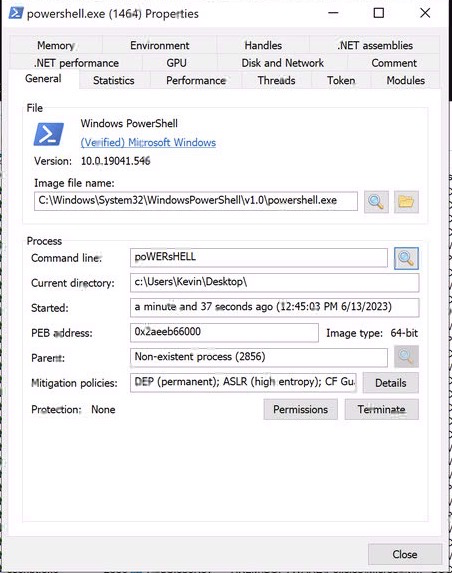 powershell.exe (1464) Properties
Memory Environment Handles .NET assemblies
.NET performance GPU Disk and Network Comment
General Statistics Performance Threads Token Modules
File
Windows PowerShell
(Verified) Microsoft Windows
Version: 10.0.19041.546
Image file name:
C:\Windows\System32\WindowsPowerShell\v1.0\powershell.exe
Process
Command line: poWERsHELL
Current directory: c:\Users\Kevin\Desktop\
Started: a minute and 37 seconds ago (12:45:03 PM 6/13/2023)
PEB address: 0x2aeeb66000 Image type: 64-bit
Parent: Non-existent process (2856)
Mitigation policies: DEP (permanent); ASLR (high entropy); CF Gu Details
Protection: None Permissions Terminate
Close